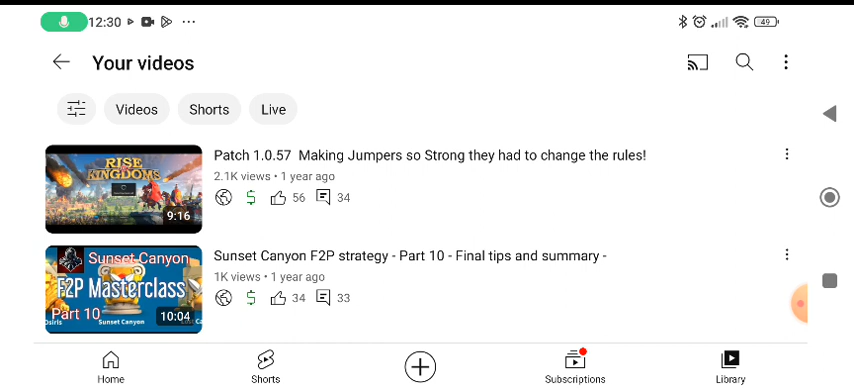 12:30
49
Your videos
Videos
Shorts
Live
RISE
KINGDOMS
9:16
Patch 1.0.57 Making Jumpers so Strong they had to change the rules!
2.1K views • 1 year ago
56
34
Sunset Canyon
F2P Masterclass
Part 10
10:04
Osiris
Sunset Canyon
Sunset Canyon F2P strategy - Part 10 - Final tips and summary -
1K views • 1 year ago
34
33
Home
Shorts
Subscriptions
Library